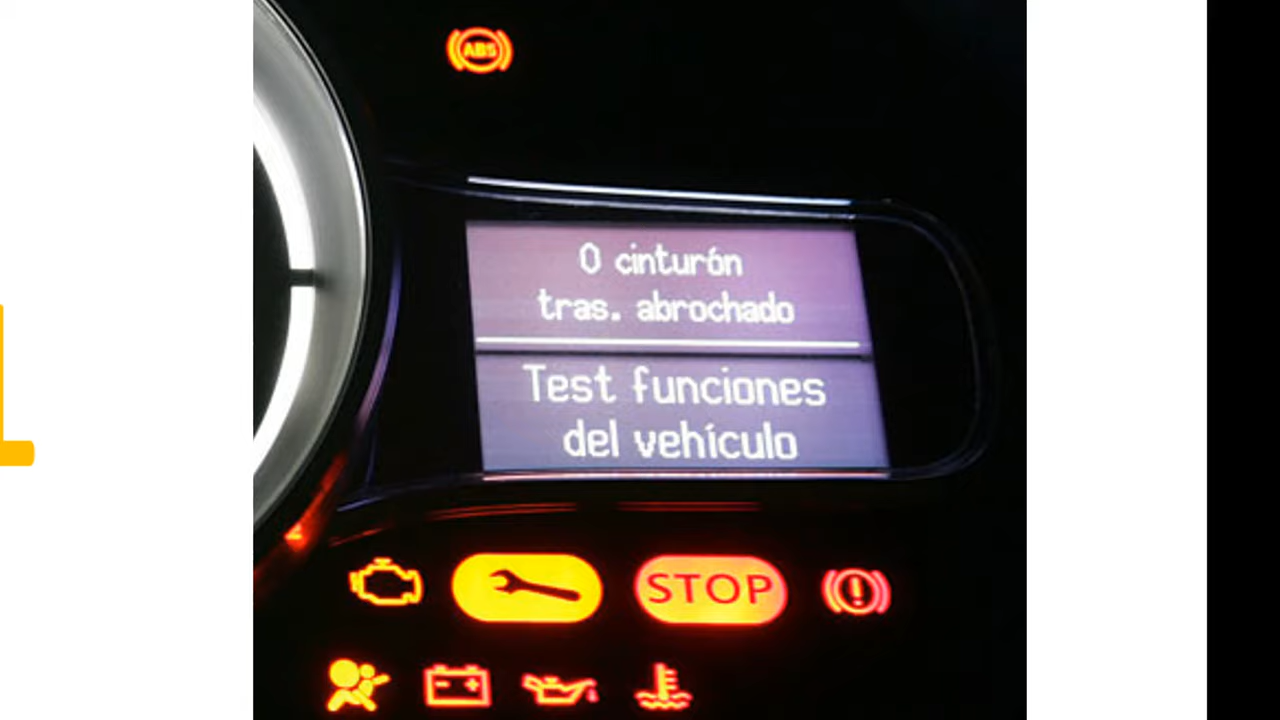 ABS
0 cinturón
tras. abrochado
Test funciones
del vehículo
STOP